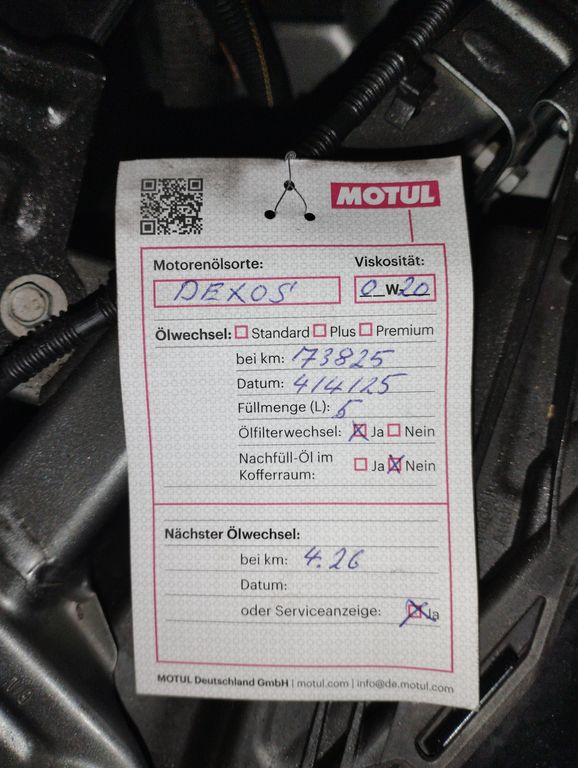 MOTUL
Motorenölsorte: Viskosität:
DEXOS 0 W 20
Ölwechsel: Standard Plus Premium
bei km: 173825
Datum: 4/4/25
Füllmenge (L): 5
Ölfilterwechsel: Ja Nein
Nachfüll-Öl im Kofferraum: Ja Nein
Nächster Ölwechsel:
bei km: 4.26
Datum:
oder Serviceanzeige: Ja
MOTUL Deutschland GmbH | motul.com | info@de.motul.com